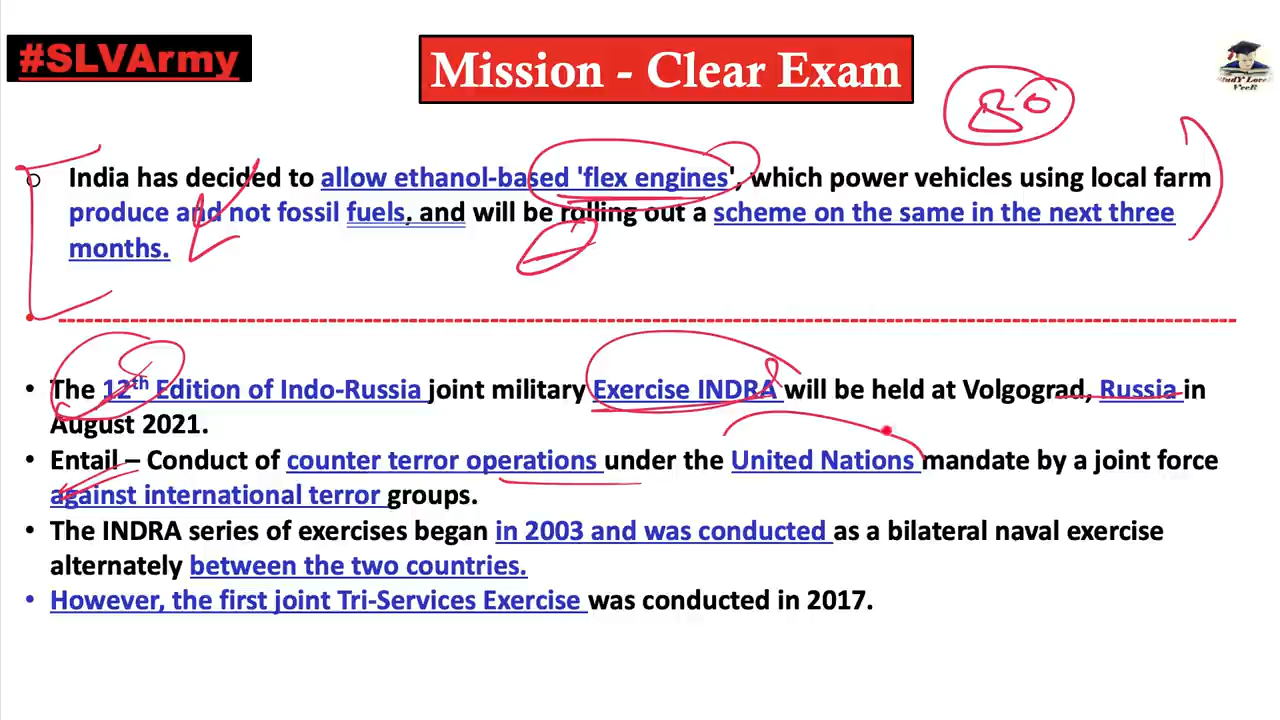 #SLVArmy
Mission - Clear Exam
80
India has decided to allow ethanol-based 'flex engines', which power vehicles using local farm
produce and not fossil fuels, and will be rolling out a scheme on the same in the next three
months.
• The 12th Edition of Indo-Russia joint military Exercise INDRA will be held at Volgograd, Russia in
August 2021.
• Entail – Conduct of counter terror operations under the United Nations mandate by a joint force
against international terror groups.
• The INDRA series of exercises began in 2003 and was conducted as a bilateral naval exercise
alternately between the two countries.
• However, the first joint Tri-Services Exercise was conducted in 2017.